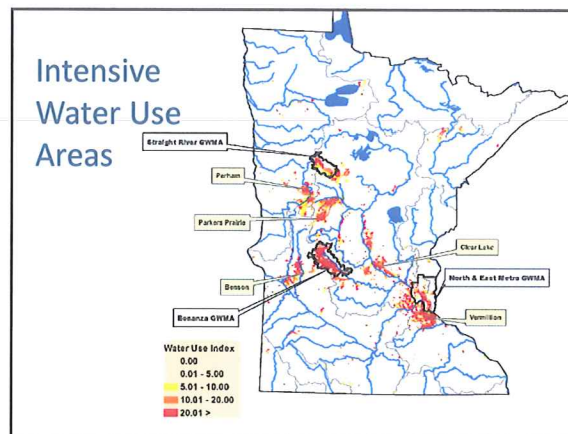 Intensive
Water Use
Areas
Straight River GWMA
Perham
Parkers Prairie
Clear Lake
North & East Metro GWMA
Benson
Bonanza GWMA
Vermillion
Water Use Index
0.00
0.01 - 5.00
5.01 - 10.00
10.01 - 20.00
20.01 >